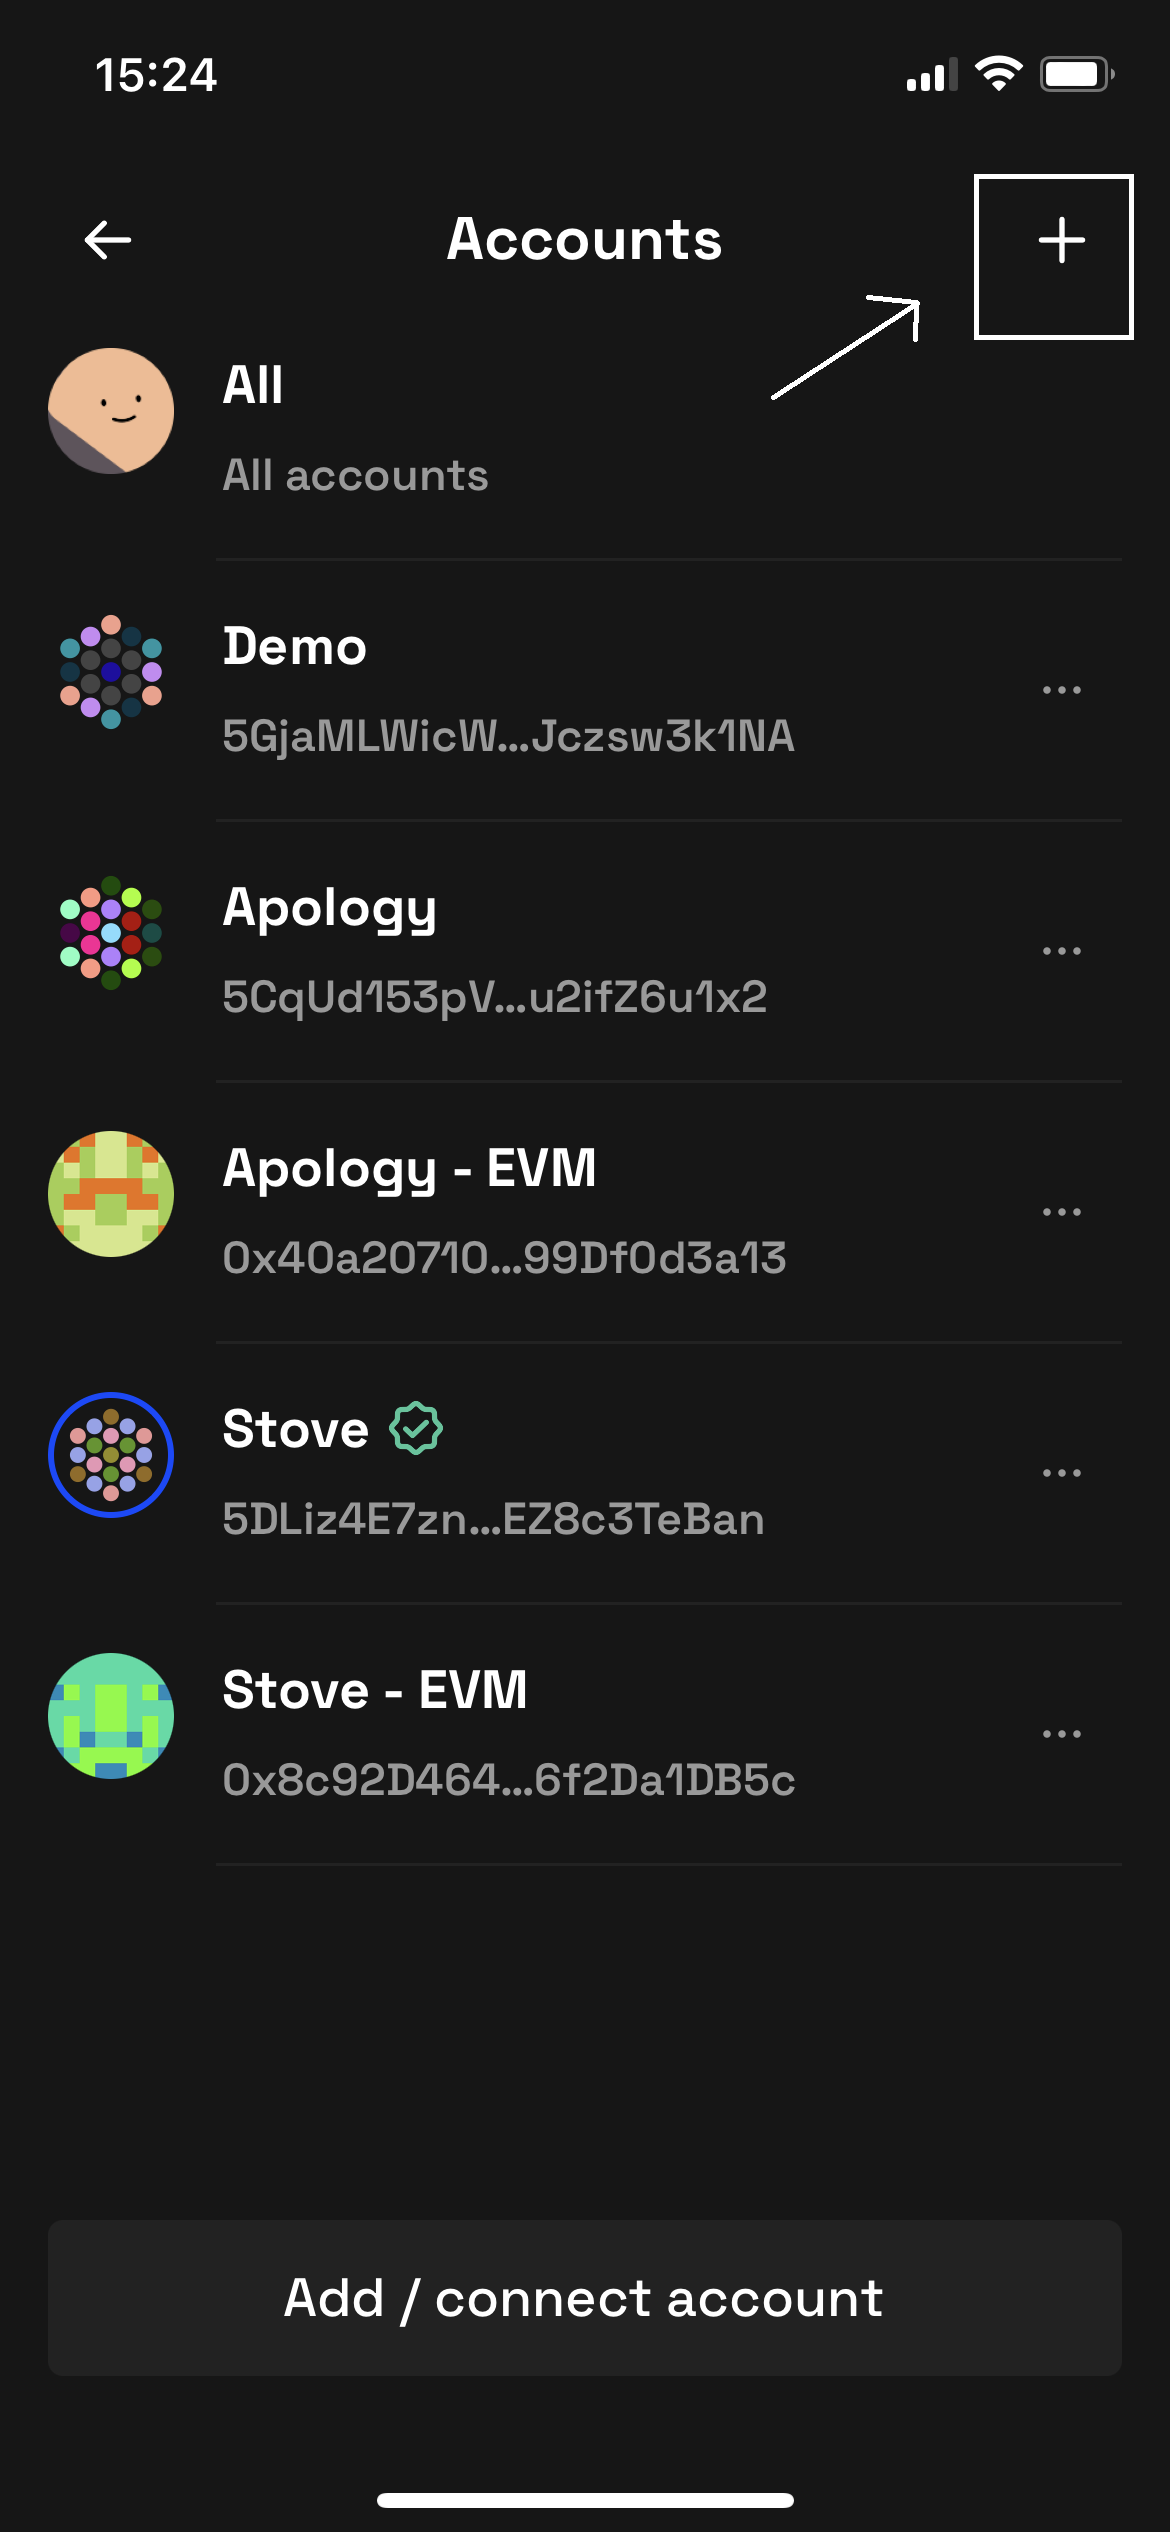 15:24
Accounts
All
All accounts
Demo
5GjaMLWicW...Jczsw3k1NA
Apology
5CqUd153pV...u2ifZ6u1x2
Apology - EVM
0x40a20710...99Df0d3a13
Stove
5DLiz4E7zn...EZ8c3TeBan
Stove - EVM
0x8c92D464...6f2Da1DB5c
Add / connect account